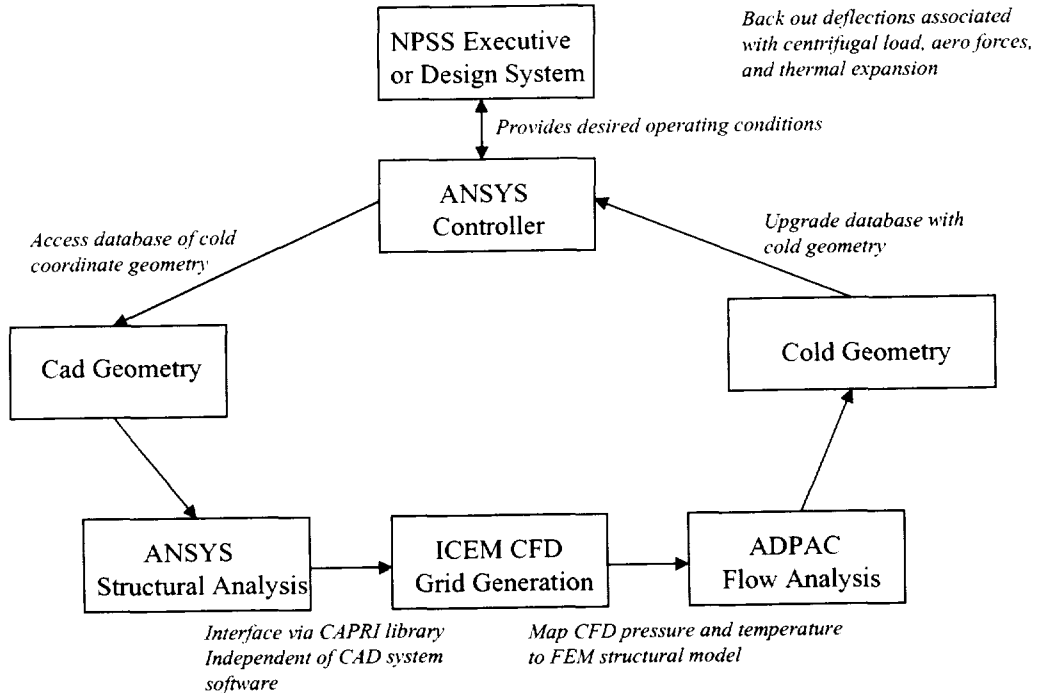 NPSS Executive
or Design System
Back out deflections associated
with centrifugal load, aero forces,
and thermal expansion
Provides desired operating conditions
ANSYS
Controller
Access database of cold
coordinate geometry
Upgrade database with
cold geometry
Cad Geometry
Cold Geometry
ANSYS
Structural Analysis
ICEM CFD
Grid Generation
ADPAC
Flow Analysis
Interface via CAPRI library
Independent of CAD system
software
Map CFD pressure and temperature
to FEM structural model